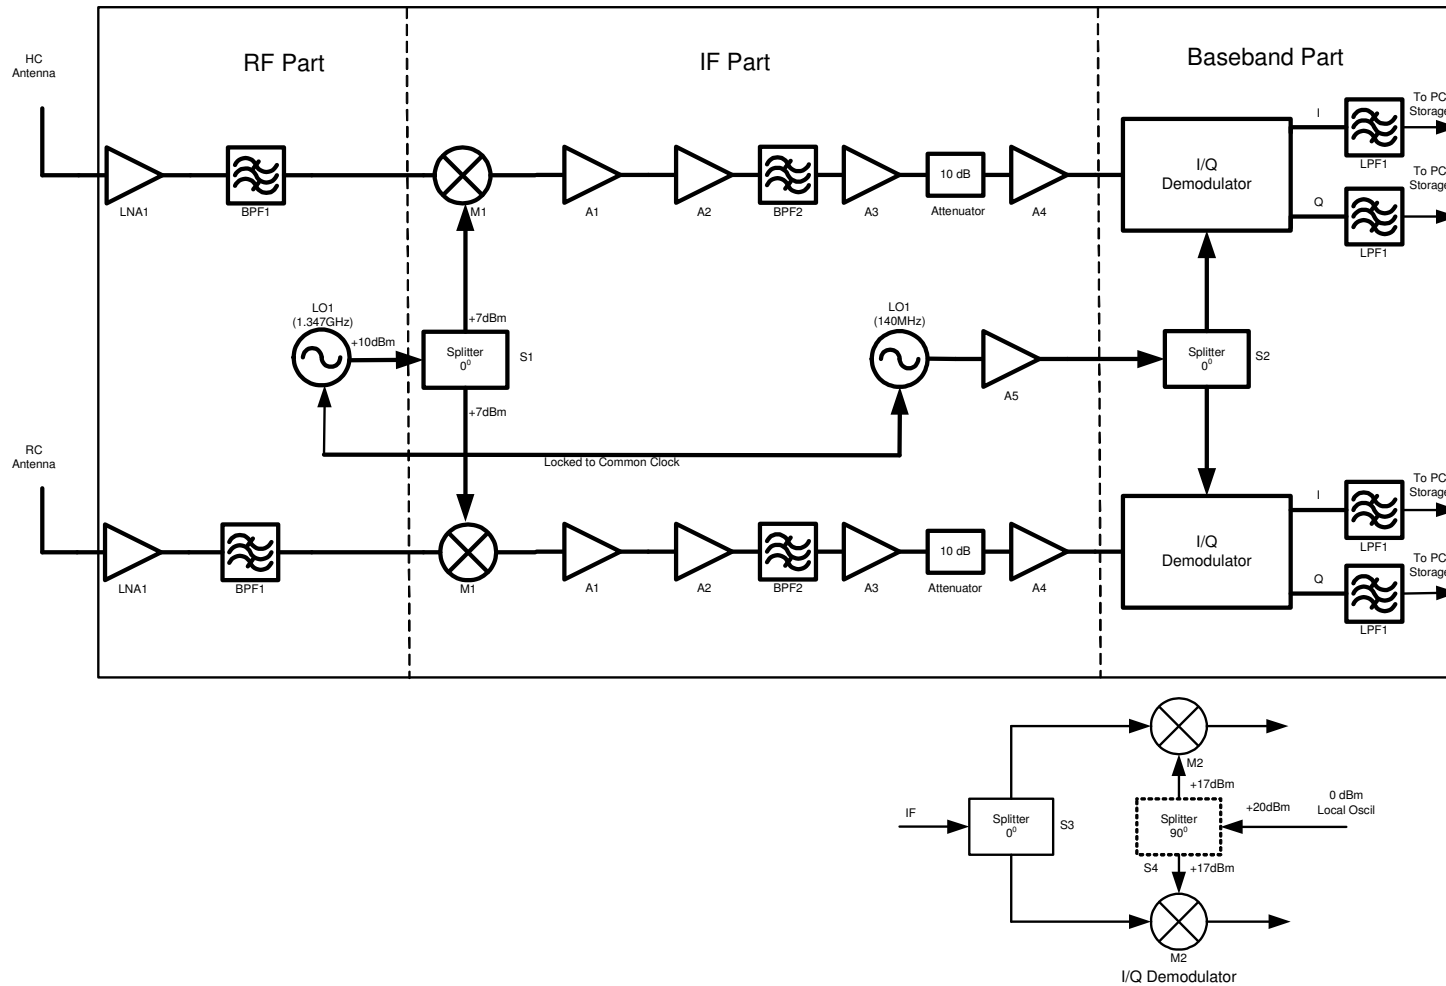 RF Part
IF Part
Baseband Part
HC
Antenna
LNA1
BPF1
M1
A1
A2
BPF2
A3
10 dB
Attenuator
A4
I/Q
Demodulator
I
Q
LPF1
LPF1
To PC
Storage
To PC
Storage
LO1
(1.347GHz)
+10dBm
+7dBm
Splitter
0⁰
S1
+7dBm
LO1
(140MHz)
A5
Splitter
0⁰
S2
Locked to Common Clock
RC
Antenna
LNA1
BPF1
M1
A1
A2
BPF2
A3
10 dB
Attenuator
A4
I/Q
Demodulator
I
Q
LPF1
LPF1
To PC
Storage
To PC
Storage
M2
+17dBm
IF
Splitter
0⁰
S3
Splitter
90⁰
+20dBm
0 dBm
Local Oscil
S4
+17dBm
M2
I/Q Demodulator